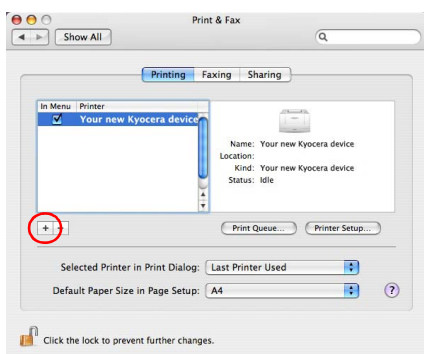 Print & Fax
Show All
Printing Faxing Sharing
In Menu Printer
Your new Kyocera device
Name: Your new Kyocera device
Location:
Kind: Your new Kyocera device
Status: Idle
+ -
Print Queue... Printer Setup...
Selected Printer in Print Dialog: Last Printer Used
Default Paper Size in Page Setup: A4 ?
Click the lock to prevent further changes.